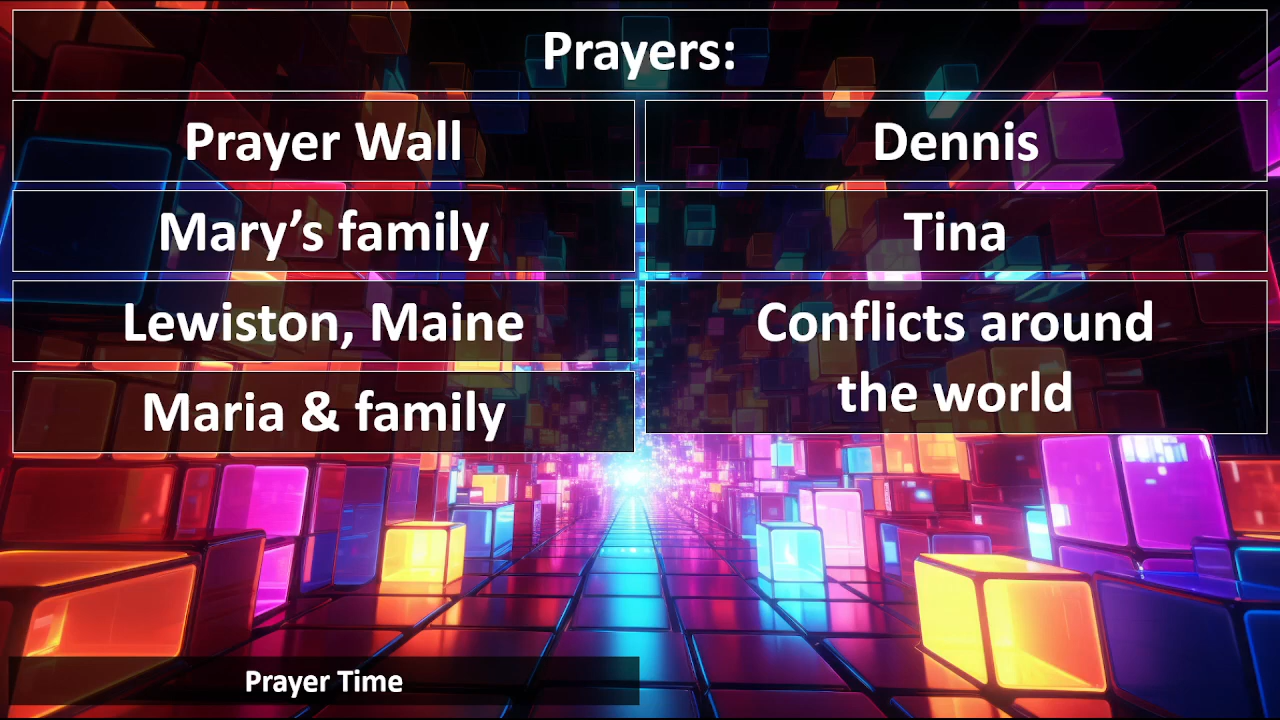 Prayers:
Prayer Wall
Mary’s family
Lewiston, Maine
Maria & family
Dennis
Tina
Conflicts around
the world
Prayer Time